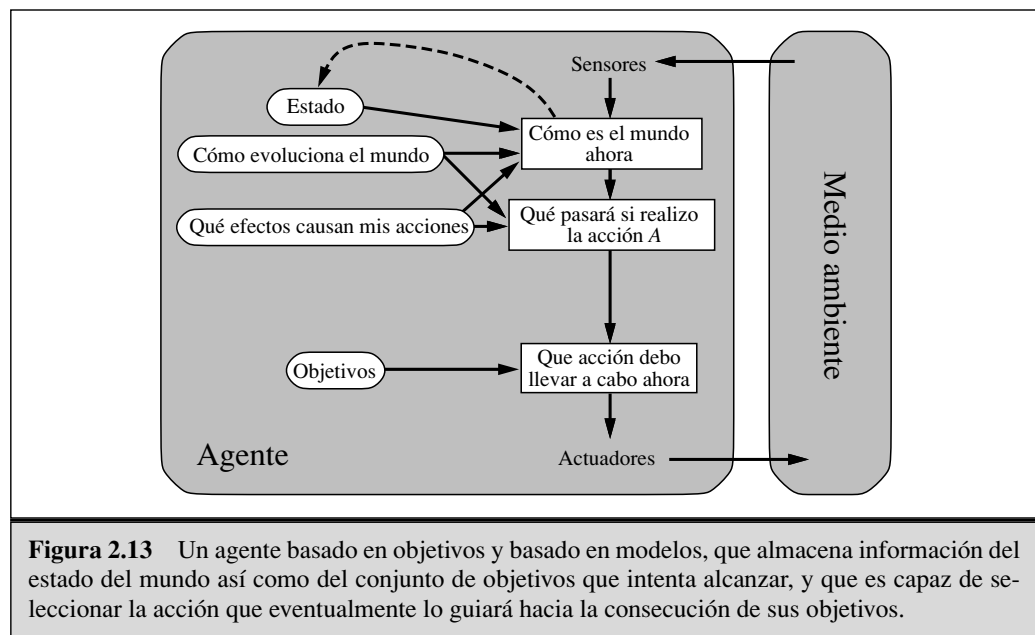 Sensores
Estado
Cómo es el mundo
ahora
Cómo evoluciona el mundo
Qué efectos causan mis acciones
Qué pasará si realizo
la acción A
Objetivos
Que acción debo
llevar a cabo ahora
Agente
Actuadores
Medio ambiente
Figura 2.13 Un agente basado en objetivos y basado en modelos, que almacena información del
estado del mundo así como del conjunto de objetivos que intenta alcanzar, y que es capaz de se-
leccionar la acción que eventualmente lo guiará hacia la consecución de sus objetivos.